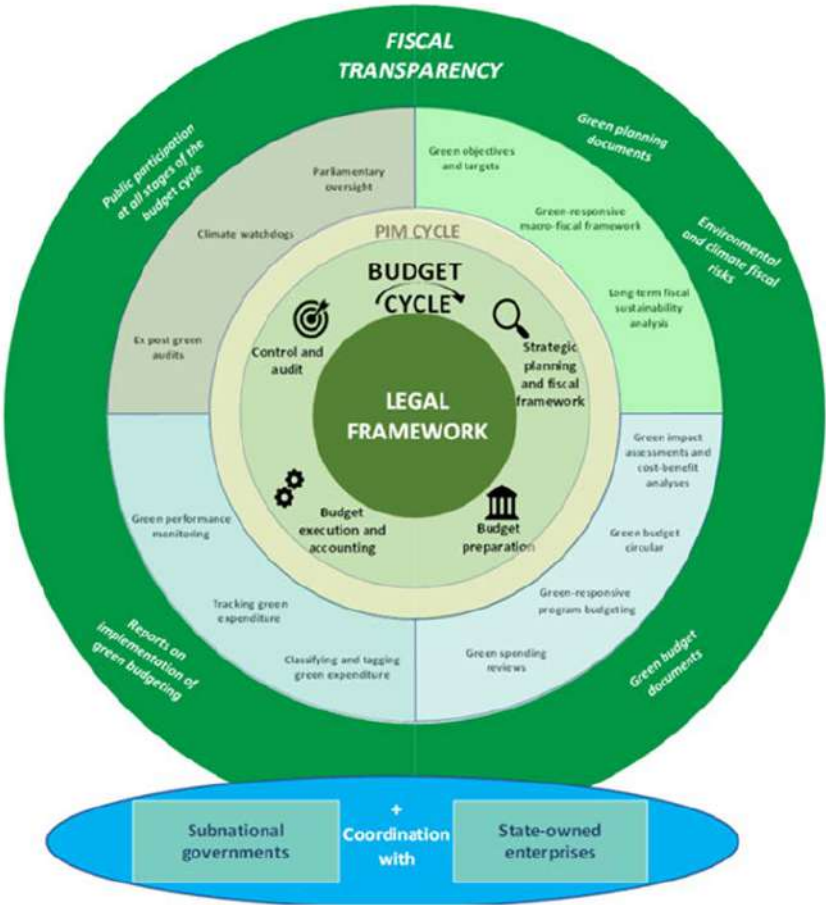 FISCAL
TRANSPARENCY
Public participation
at all stages of the
budget cycle
Green planning
documents
Environmental
and climate fiscal
risks
Parliamentary
oversight
Climate watchdogs
Ex post green
audits
Green objectives
and targets
Green-responsive
macro-fiscal framework
Long-term fiscal
sustainability
analysis
PIM CYCLE
BUDGET
CYCLE
Control and
audit
Strategic
planning
and fiscal
framework
LEGAL
FRAMEWORK
Budget
execution and
accounting
Budget
preparation
Green impact
assessments and
cost-benefit
analyses
Green budget
circular
Green-responsive
program budgeting
Green spending
reviews
Green performance
monitoring
Tracking green
expenditure
Classifying and tagging
green expenditure
Reports on
implementation of
green budgeting
Green budget
documents
Subnational
governments
+
Coordination
with
State-owned
enterprises